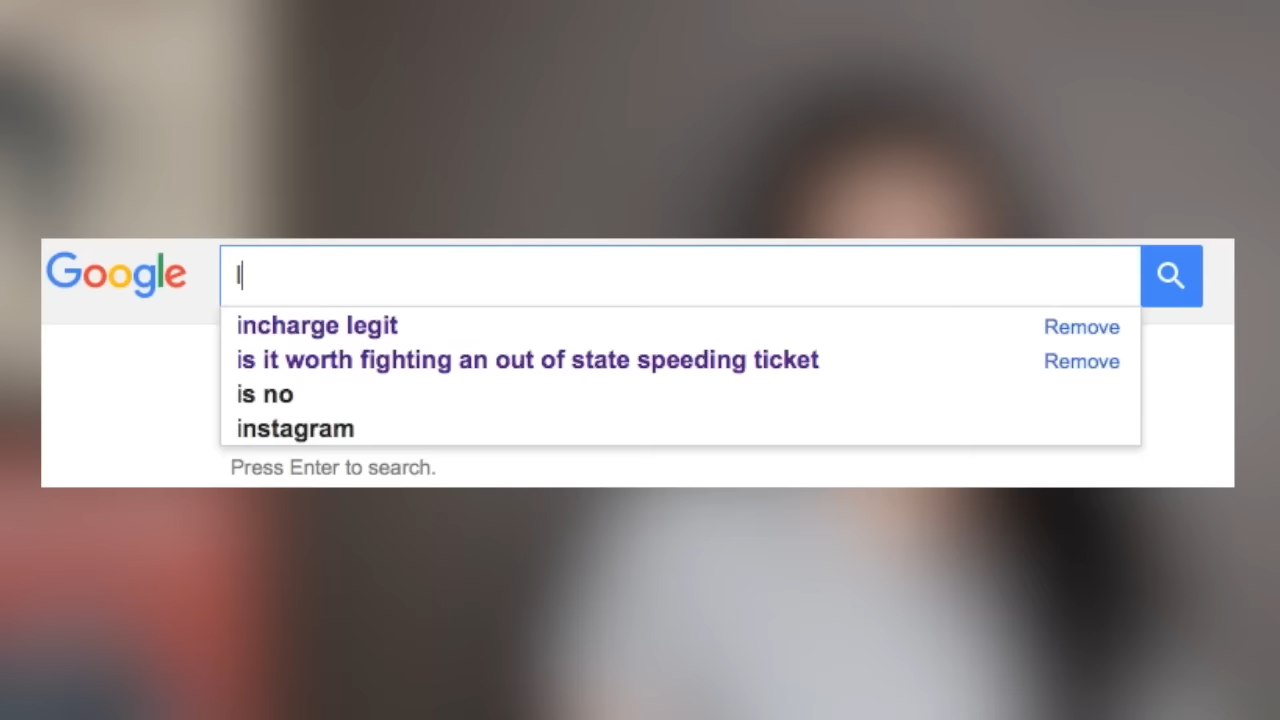 Google
I
incharge legit
Remove
is it worth fighting an out of state speeding ticket
Remove
is no
instagram
Press Enter to search.